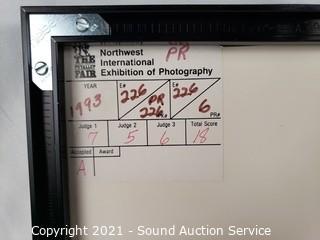 Northwest
PR
International
THE
PUYALLUP
FAIR
Exhibition of Photography
YEAR
E#
E#
1993
226
PR
226
PR#
226
6
PR#
Judge 1
Judge 2
Judge 3
Total Score
7
5
6
18
Accepted
Award
A
Copyright 2021 - Sound Auction Service